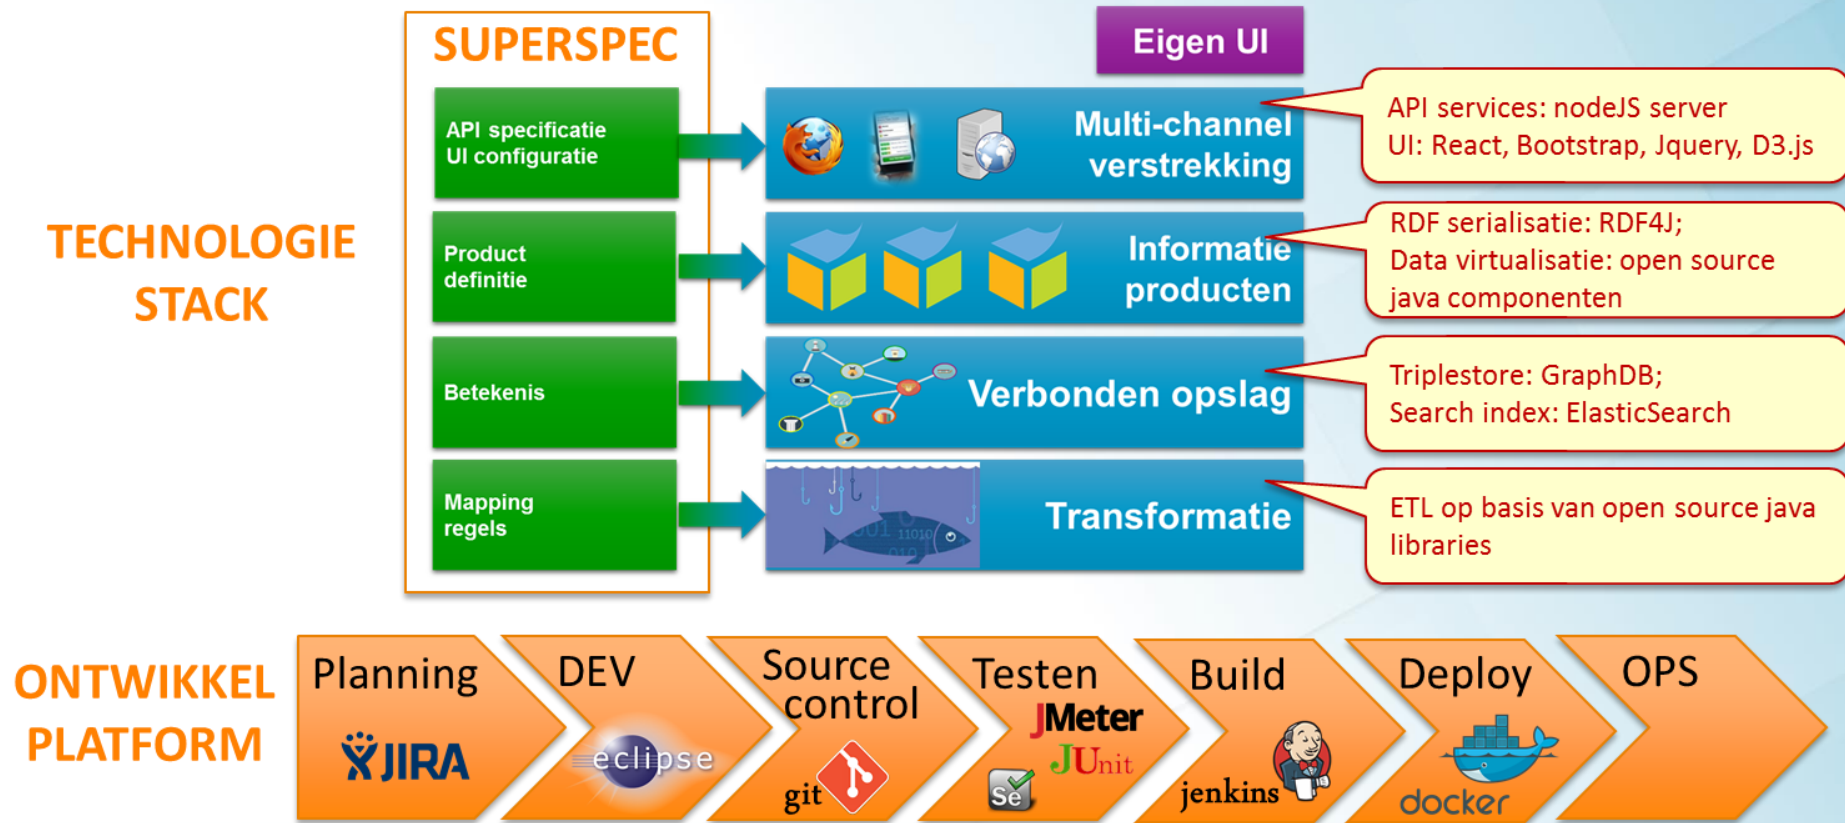 SUPERSPEC
Eigen UI
API specificatie
UI configuratie
Multi-channel
verstrekking
API services: nodeJS server
UI: React, Bootstrap, Jquery, D3.js
TECHNOLOGIE
STACK
Product
definitie
Informatie
producten
RDF serialisatie: RDF4J;
Data virtualisatie: open source
java componenten
Betekenis
Verbonden opslag
Triplestore: GraphDB;
Search index: ElasticSearch
Mapping
regels
001 11010
010
Transformatie
ETL op basis van open source java
libraries
ONTWIKKEL
PLATFORM
Planning
JIRA
DEV
eclipse
Source
control
git
Testen
JMeter
JUnit
Se
Build
jenkins
Deploy
docker
OPS